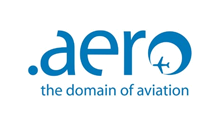 .aero
the domain of aviation